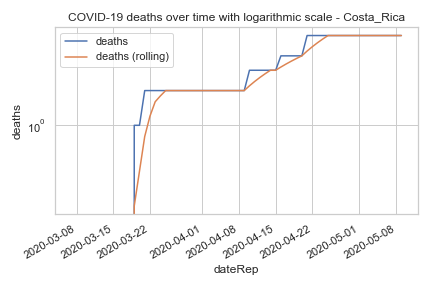 COVID-19 deaths over time with logarithmic scale - Costa_Rica
deaths
deaths (rolling)
deaths
10^0
2020-03-08
2020-03-15
2020-03-22
2020-04-01
2020-04-08
2020-04-15
2020-04-22
2020-05-01
2020-05-08
dateRep